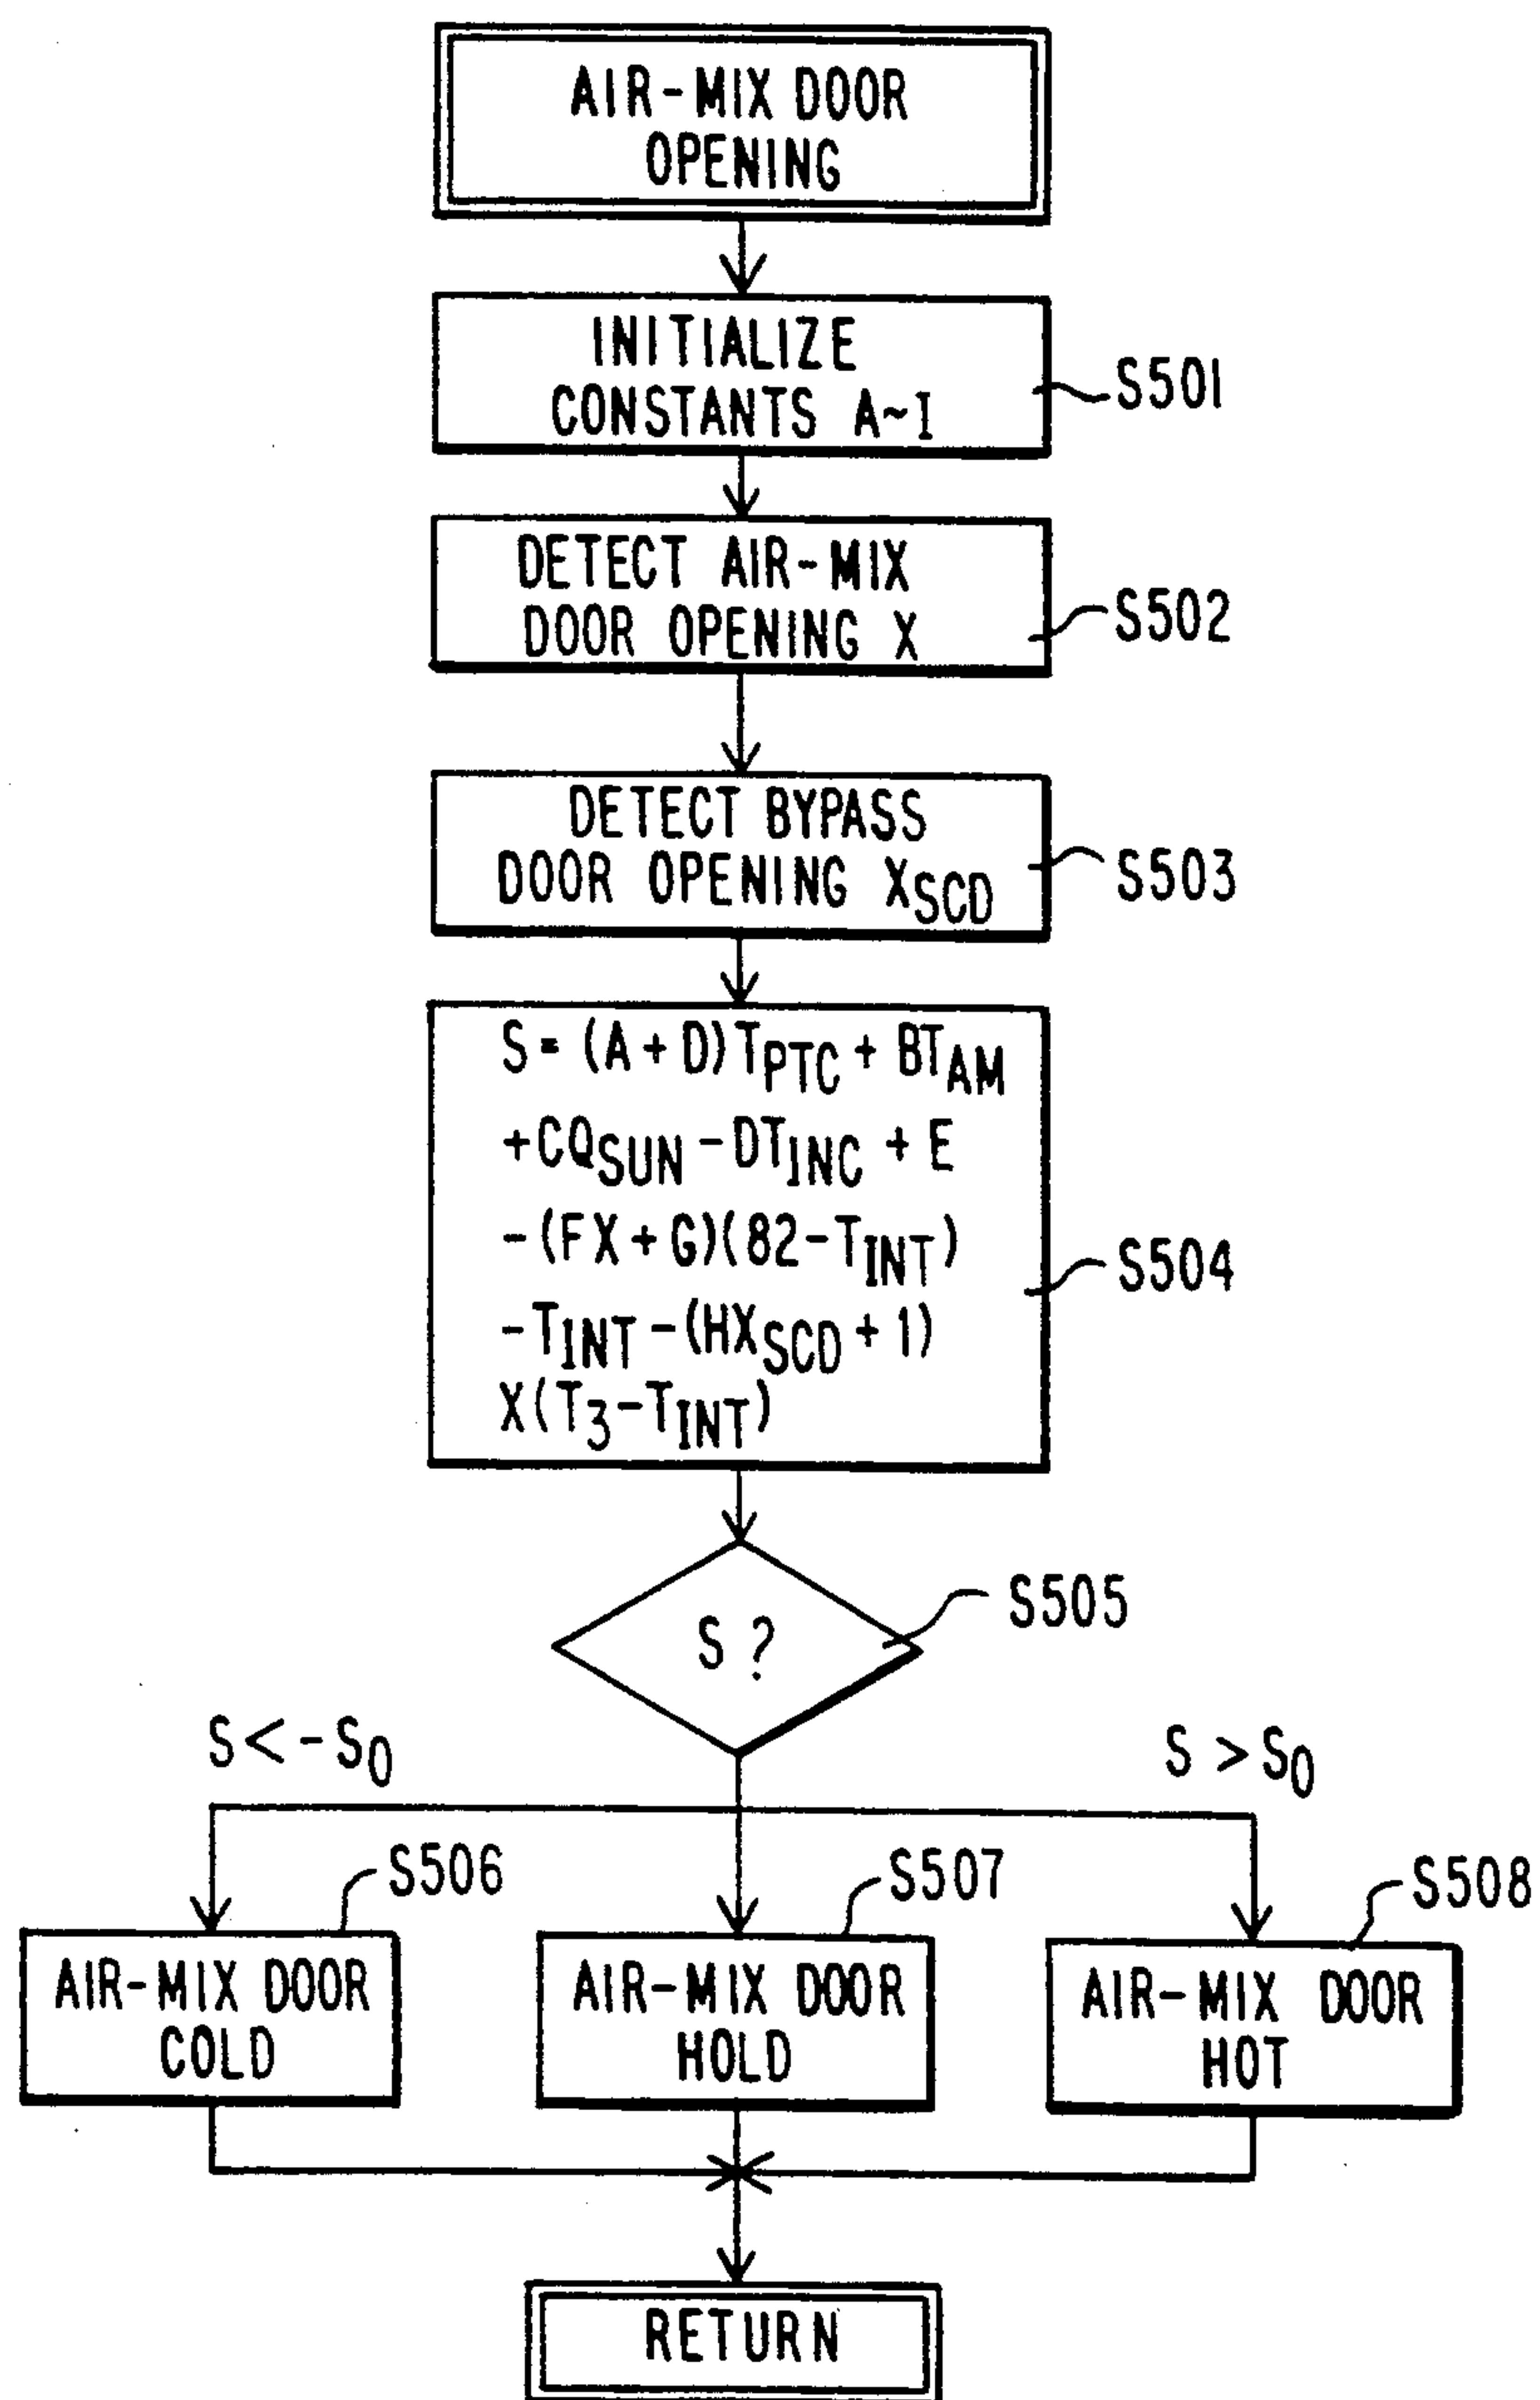 AIR-MIX DOOR
OPENING
INITIALIZE
CONSTANTS A~I
S501
DETECT AIR-MIX
DOOR OPENING X
S502
DETECT BYPASS
DOOR OPENING XSCD
S503
S = (A + D) TPTC + BTAM
+CQSUN - DTINC + E
-(FX + G)(82-TINT)
-TINT -(HXSCD + 1)
X(T3-TINT)
S504
S ?
S505
S < - S0
S > S0
S506
S507
S508
AIR-MIX DOOR
COLD
AIR-MIX DOOR
HOLD
AIR-MIX DOOR
HOT
RETURN